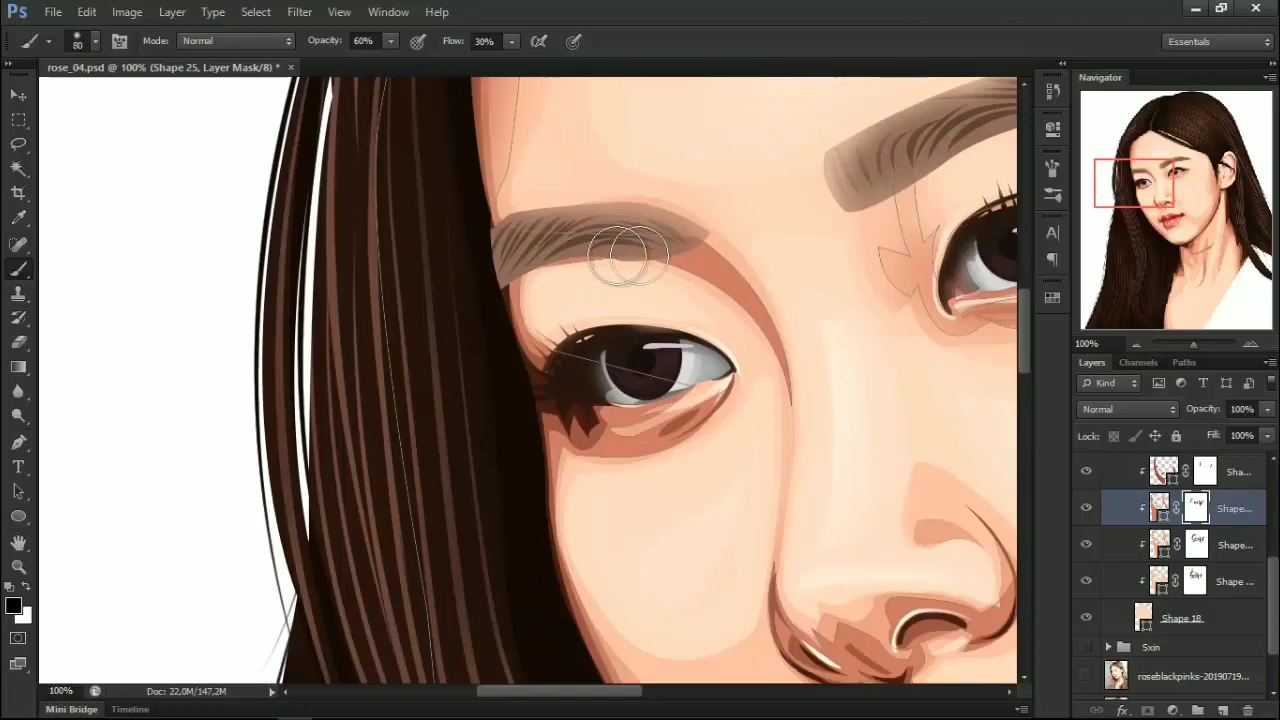 Ps File Edit Image Layer Type Select Filter View Window Help
80 Mode: Normal Opacity: 60% Flow: 30% Essentials
rose_04.psd @ 100% (Shape 25, Layer Mask/8) * ×
Navigator
100%
Layers Channels Paths
Kind
Normal Opacity: 100%
Lock: Fill: 100%
Sha...
Shape...
Shape...
Shape ...
Shape 18
Sxin
roseblackpinks-20190719...
fx
100% Doc: 22,0M/147,2M
Mini Bridge Timeline